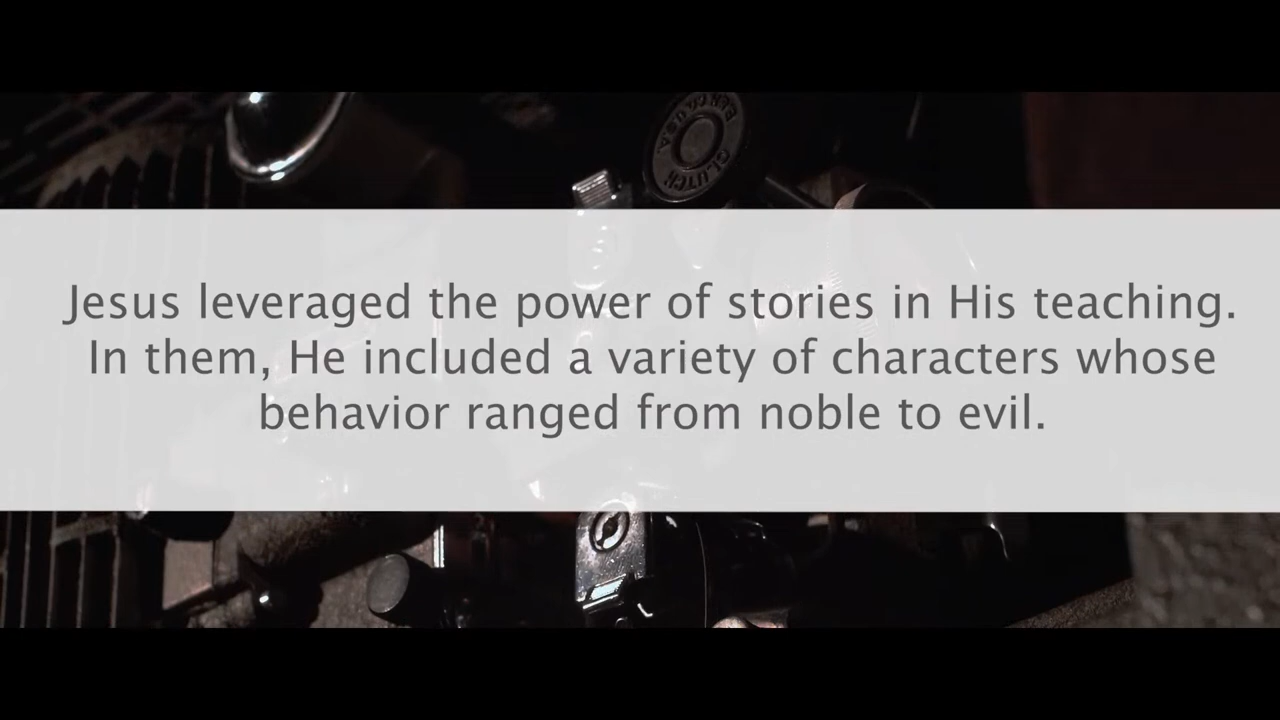 U.S.A.
CLUTCH
Jesus leveraged the power of stories in His teaching.
In them, He included a variety of characters whose
behavior ranged from noble to evil.